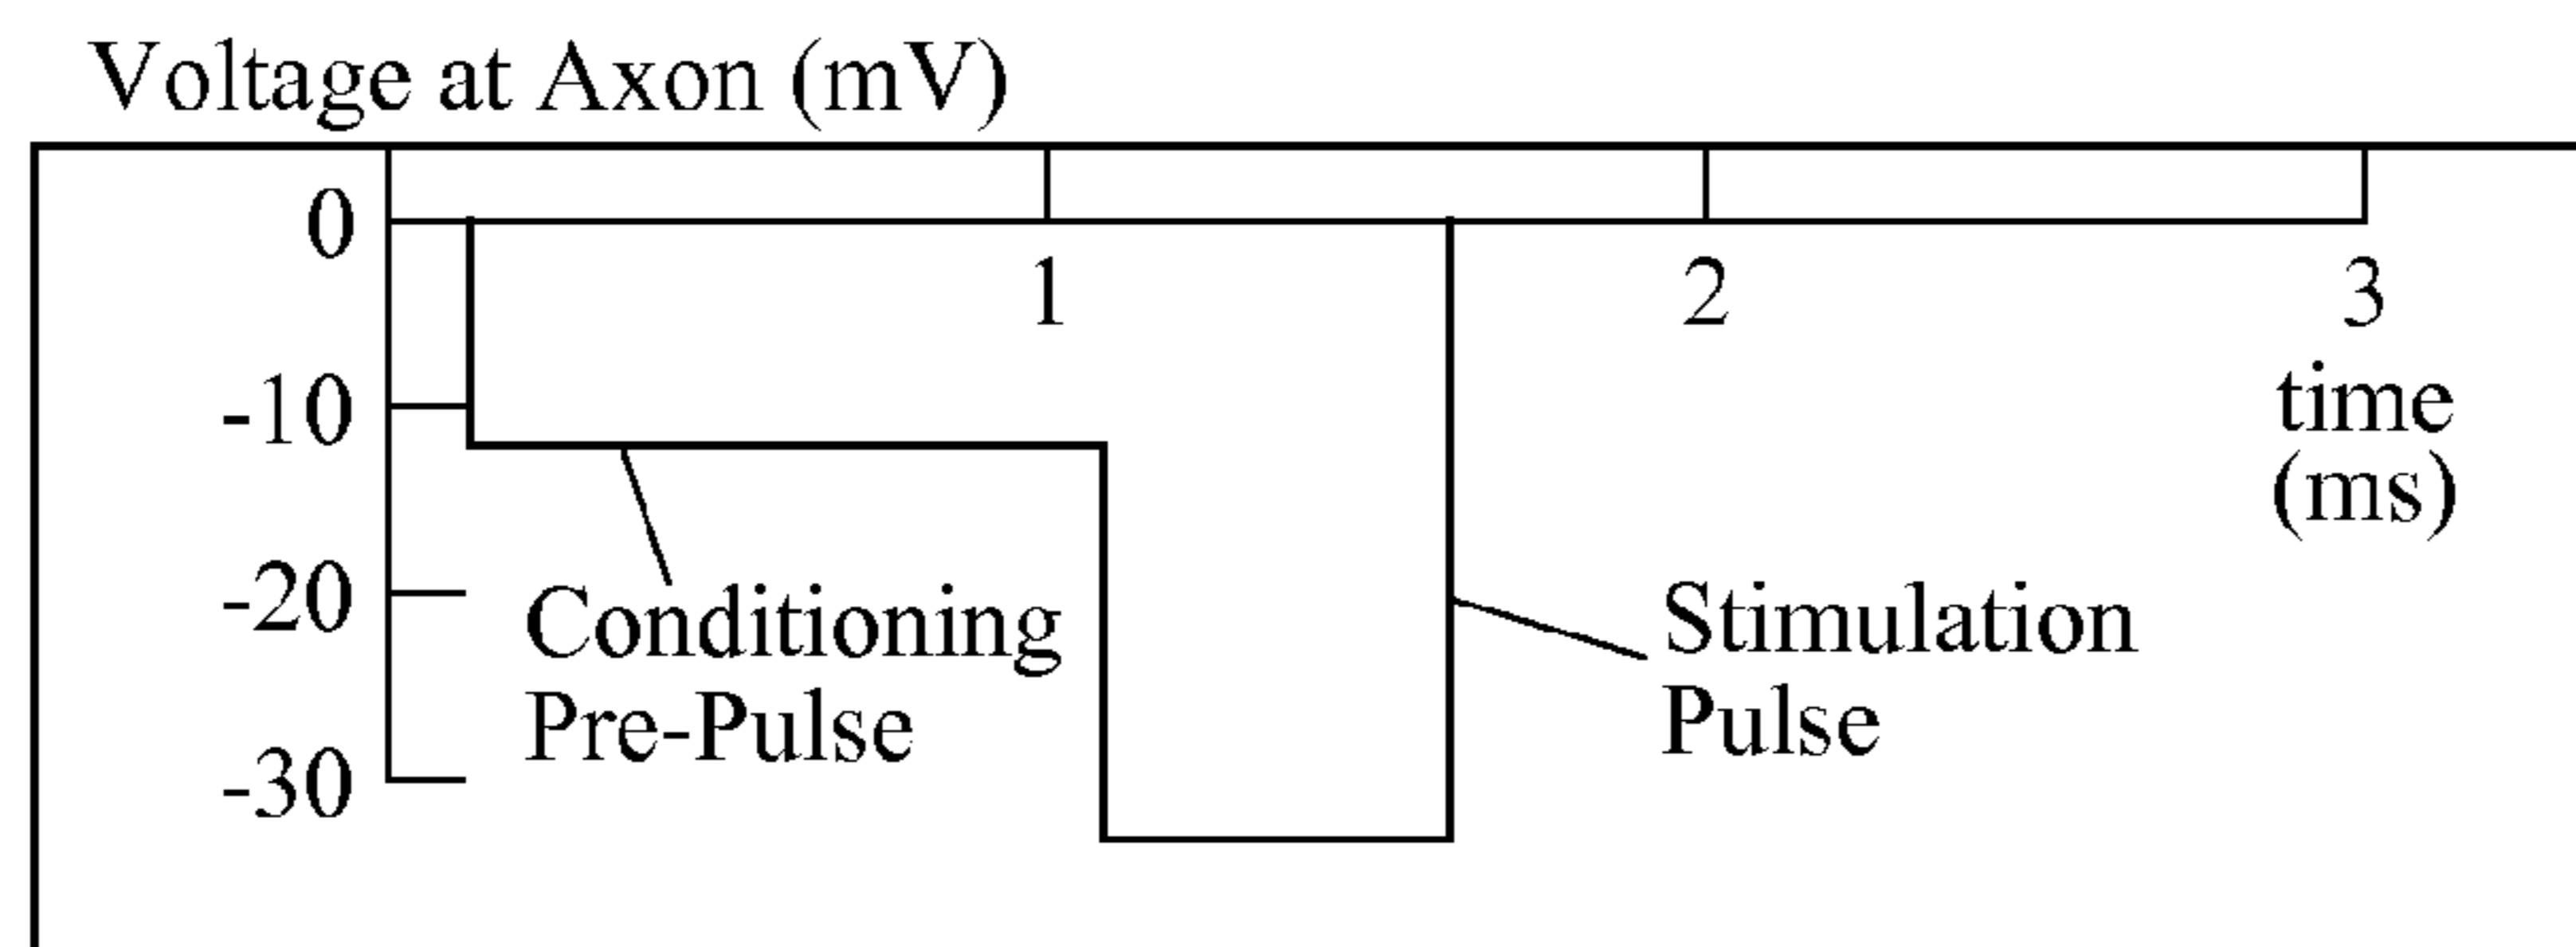 Voltage at Axon (mV)
0
1
2
3
time
(ms)
-10
-20
-30
Conditioning
Pre-Pulse
Stimulation
Pulse